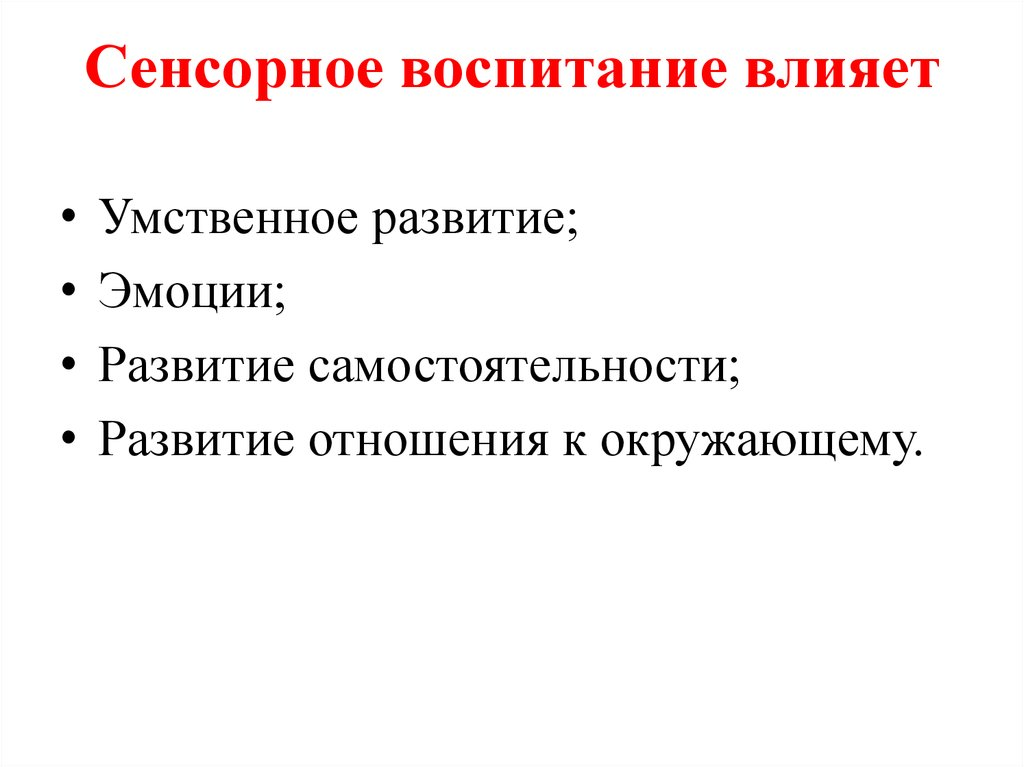 Сенсорное воспитание влияет
• Умственное развитие;
• Эмоции;
• Развитие самостоятельности;
• Развитие отношения к окружающему.